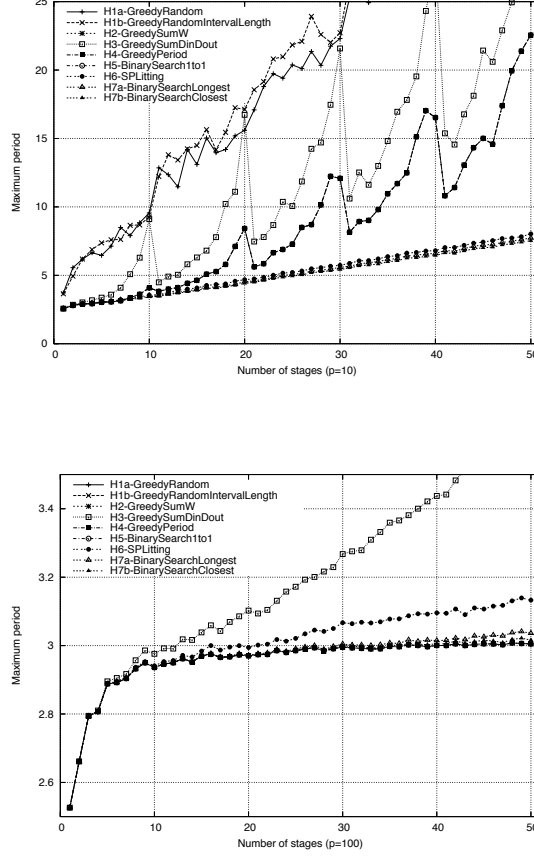 25
20
15
10
5
0
Maximum period
H1a-GreedyRandom
H1b-GreedyRandomIntervalLength
H2-GreedySumW
H3-GreedySumDinDout
H4-GreedyPeriod
H5-BinarySearch1to1
H6-SPLitting
H7a-BinarySearchLongest
H7b-BinarySearchClosest
0 10 20 30 40 50
Number of stages (p=10)
3.4
3.2
3
2.8
2.6
Maximum period
H1a-GreedyRandom
H1b-GreedyRandomIntervalLength
H2-GreedySumW
H3-GreedySumDinDout
H4-GreedyPeriod
H5-BinarySearch1to1
H6-SPLitting
H7a-BinarySearchLongest
H7b-BinarySearchClosest
0 10 20 30 40 50
Number of stages (p=100)